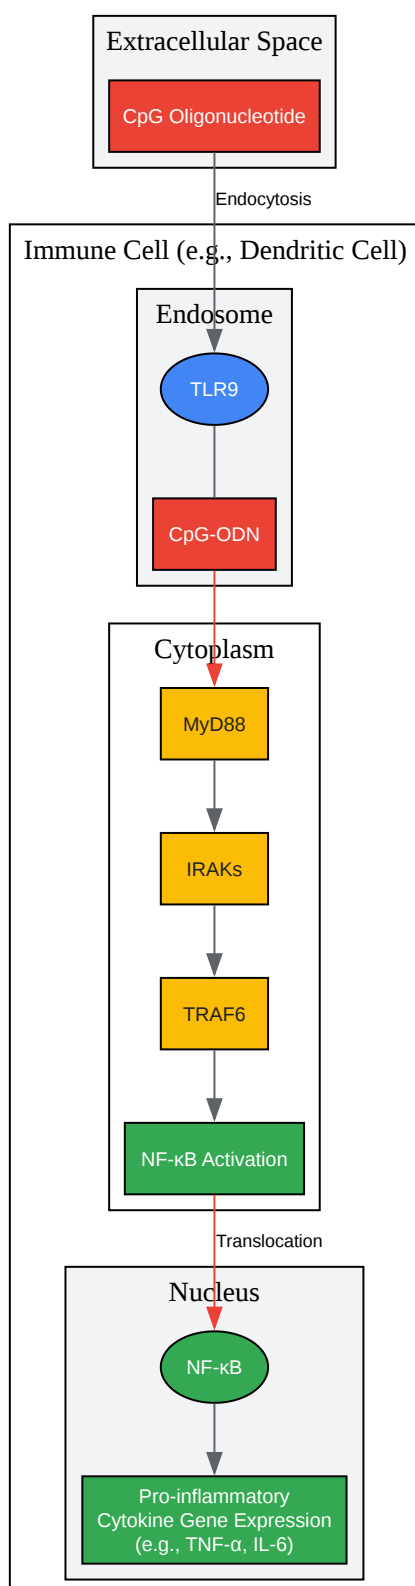 Extracellular Space
CpG Oligonucleotide
Endocytosis
Immune Cell (e.g., Dendritic Cell)
Endosome
TLR9
CpG-ODN
Cytoplasm
MyD88
IRAKs
TRAF6
NF-κB Activation
Translocation
Nucleus
NF-κB
Pro-inflammatory
Cytokine Gene Expression
(e.g., TNF-α, IL-6)